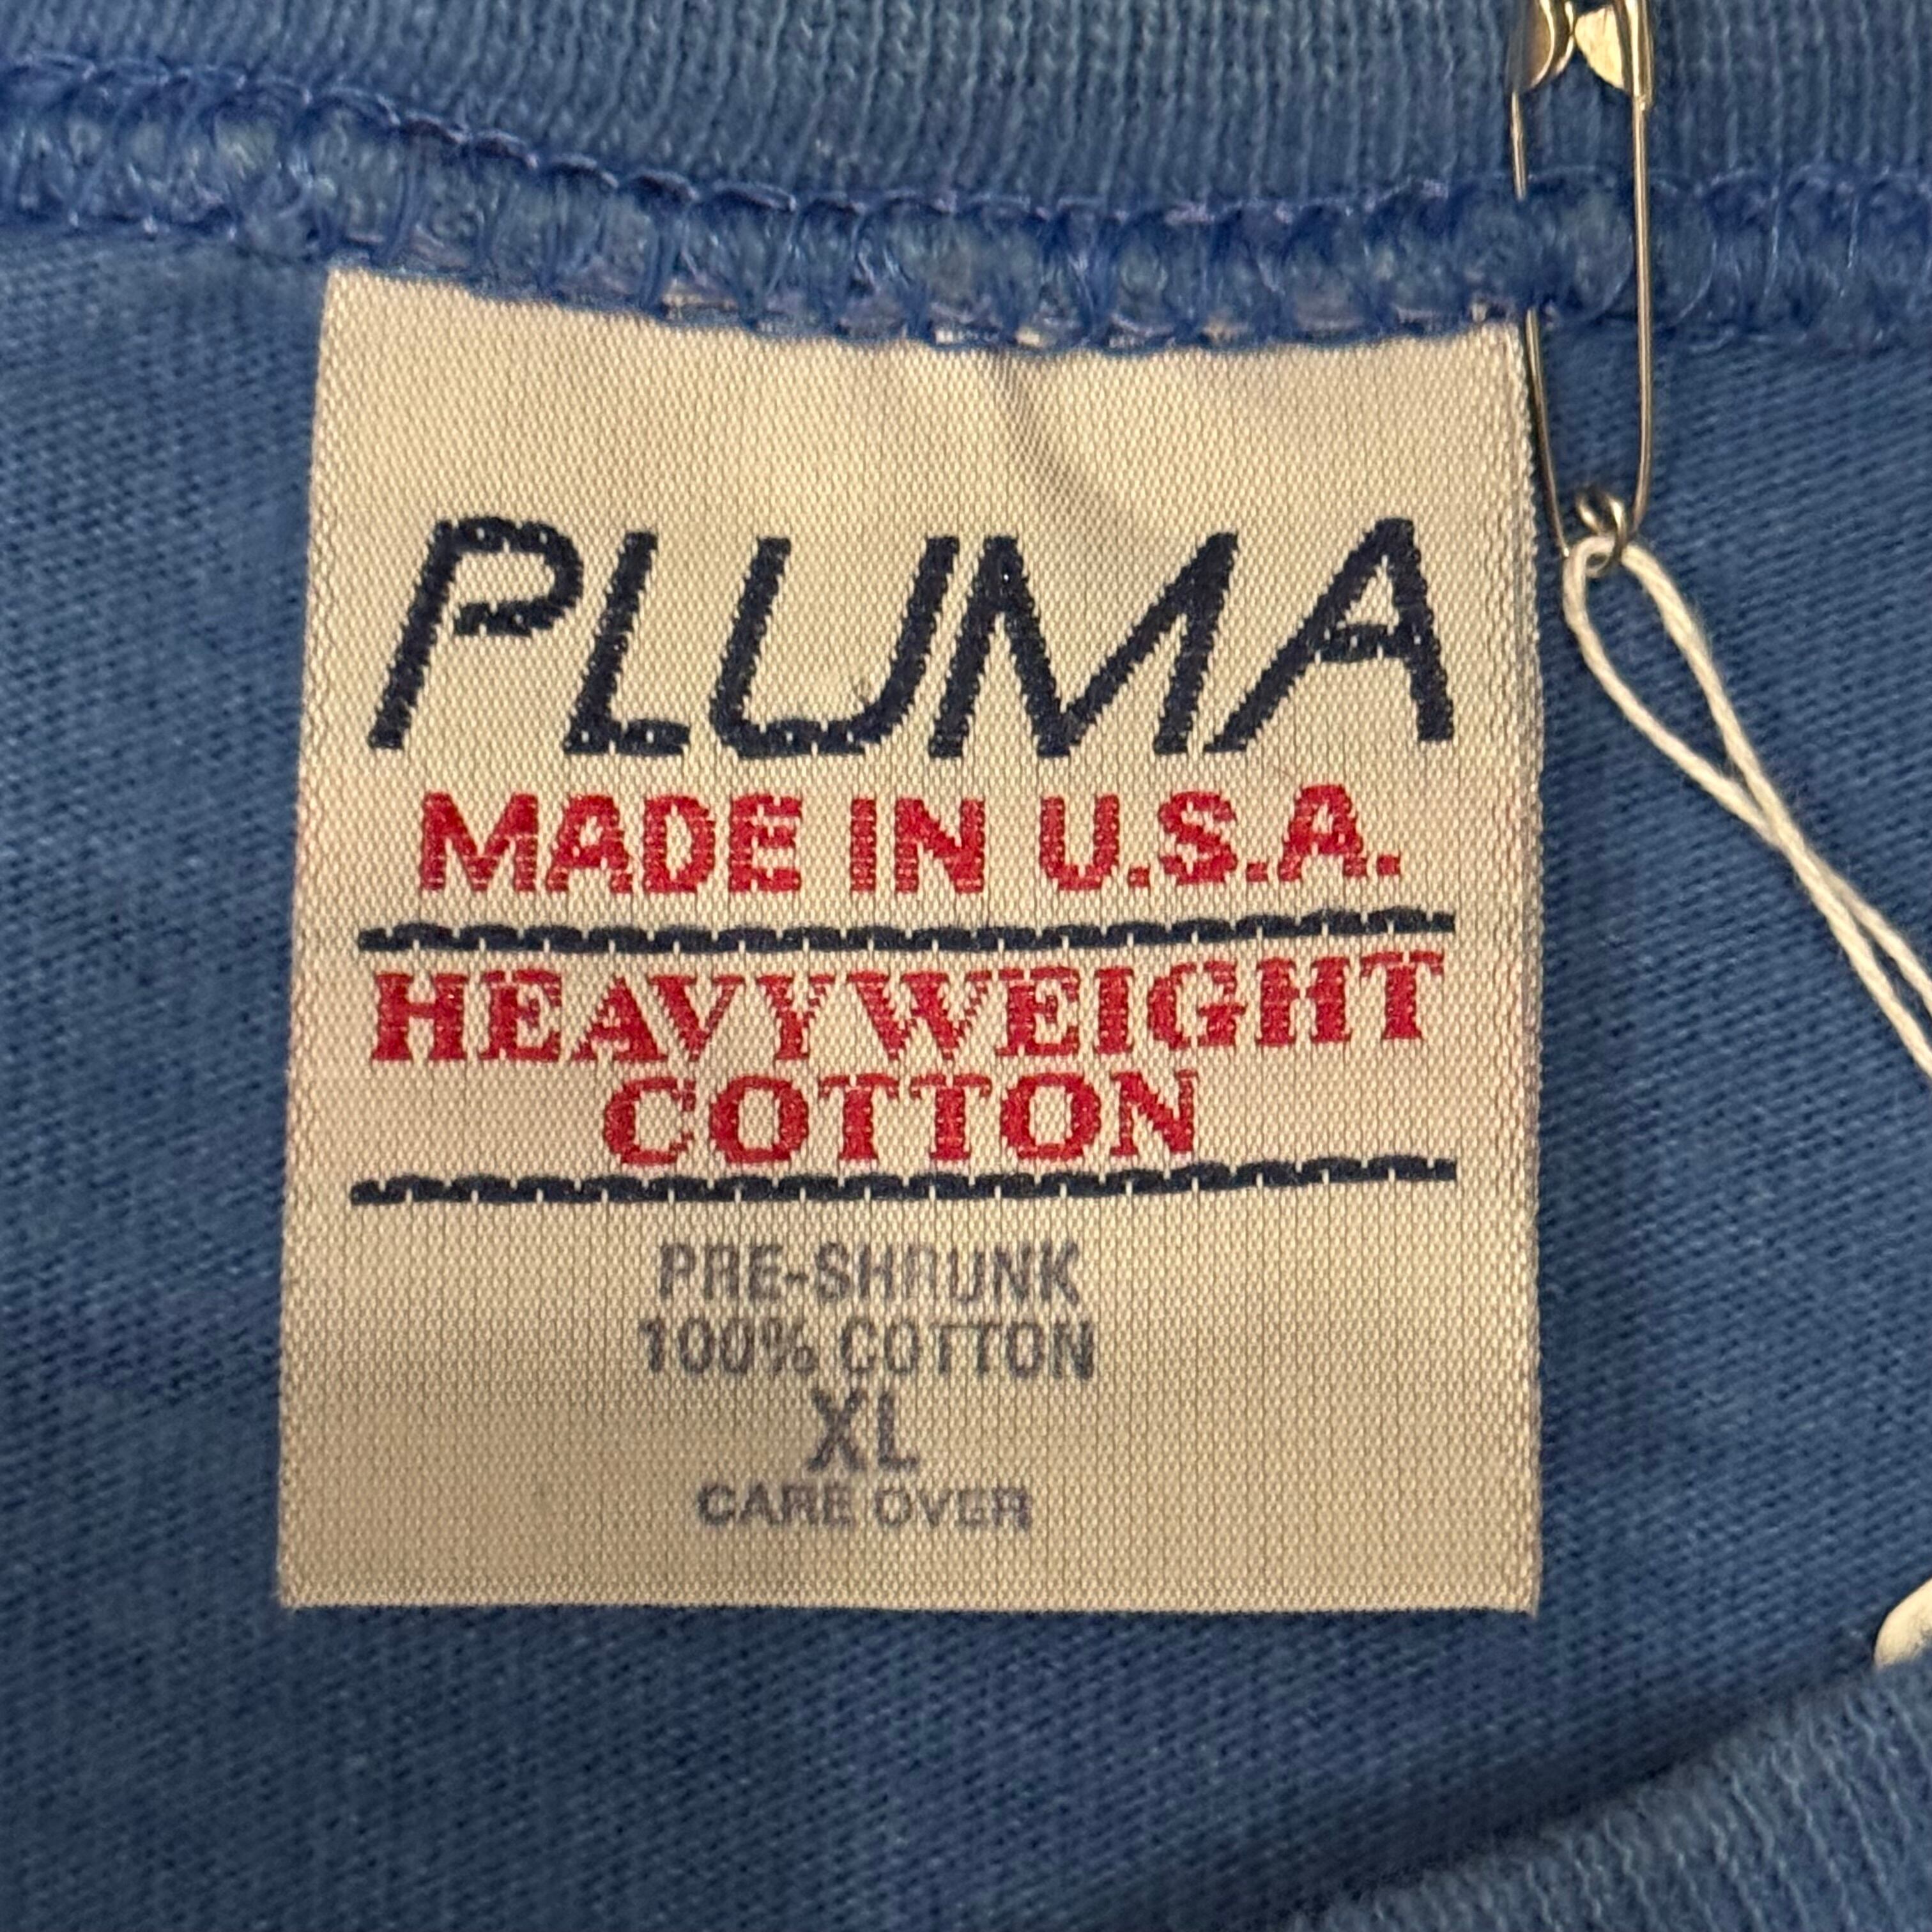 PLUMA
MADE IN U.S.A.
HEAVYWEIGHT
COTTON
PRE-SHRUNK
100% COTTON
XL
CARE OVER